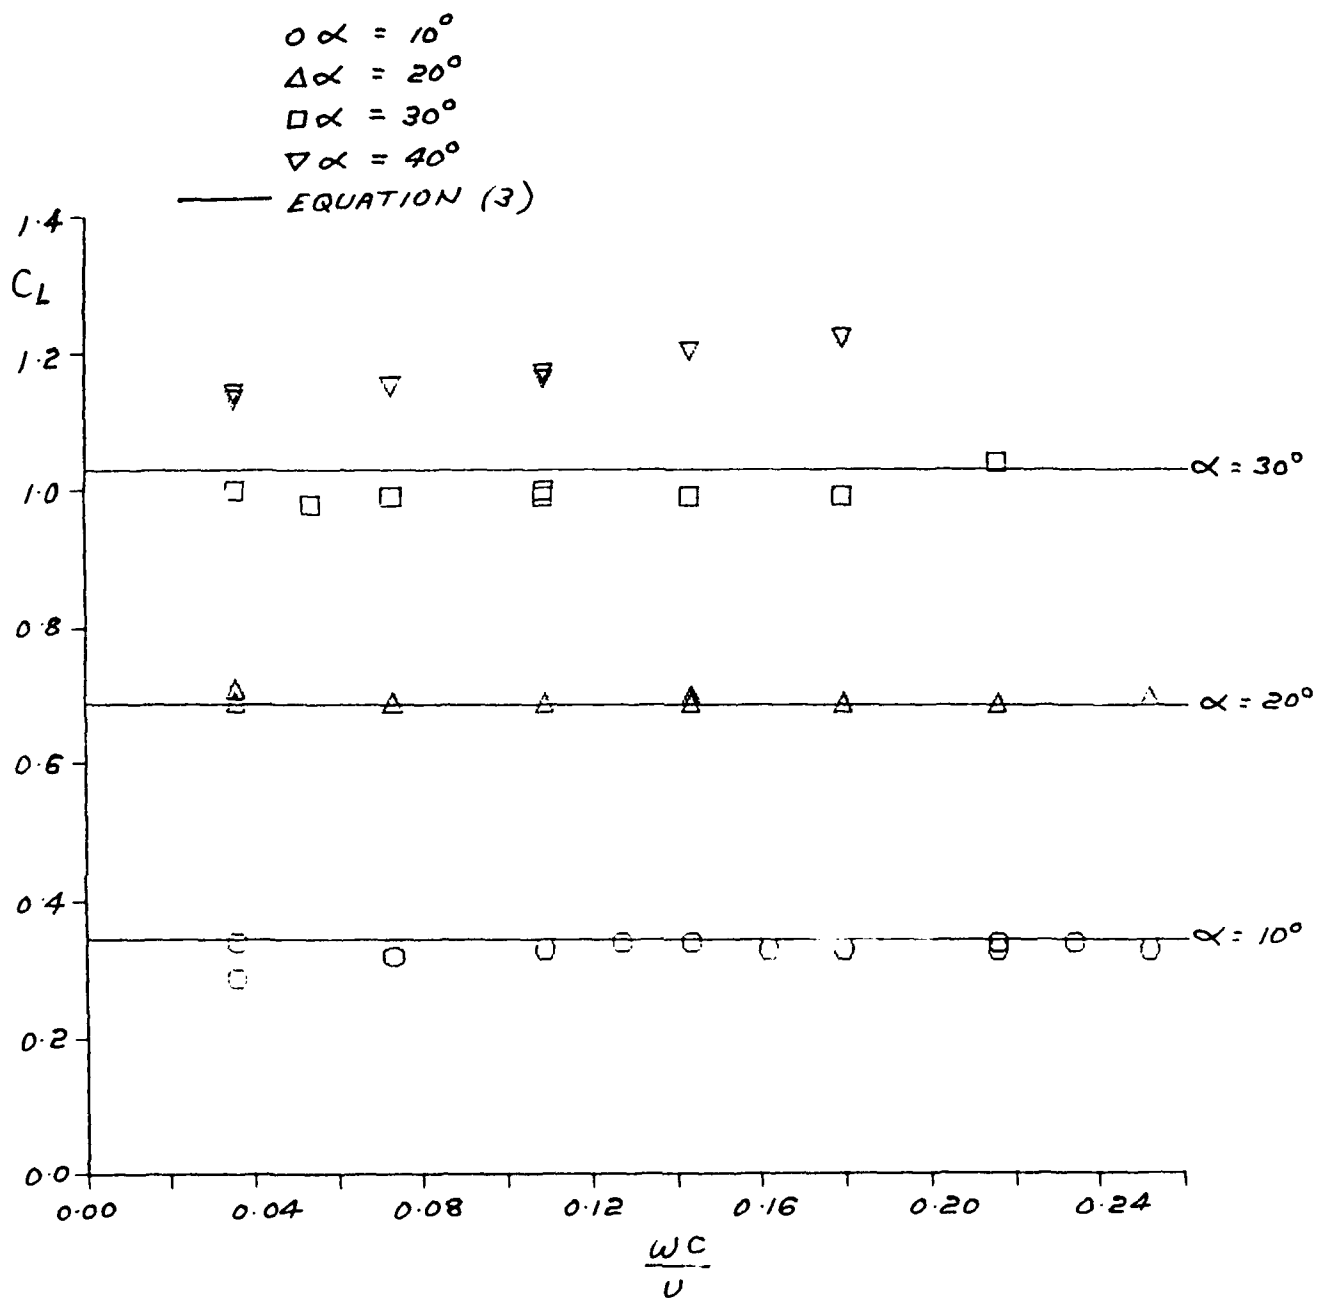 ○ α = 10°
△ α = 20°
□ α = 30°
▽ α = 40°
EQUATION (3)
1.4
C_L
1.2
α = 30°
1.0
0.8
α = 20°
0.6
0.4
α = 10°
0.2
0.0
0.00 0.04 0.08 0.12 0.16 0.20 0.24
ωc
U